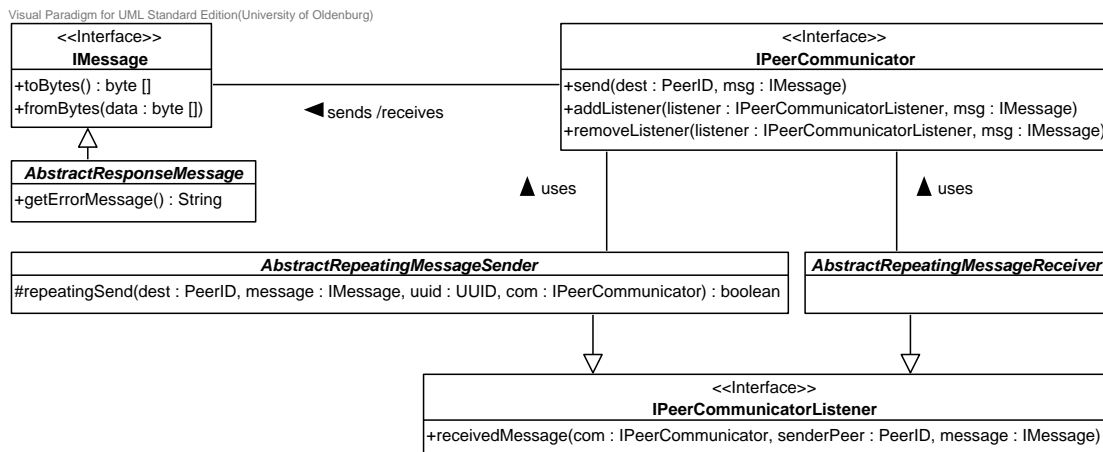 Visual Paradigm for UML Standard Edition(University of Oldenburg)
<<Interface>>
IMessage
+toBytes() : byte []
+fromBytes(data : byte [])
<<Interface>>
IPeerCommunicator
+send(dest : PeerID, msg : IMessage)
+addListener(listener : IPeerCommunicatorListener, msg : IMessage)
+removeListener(listener : IPeerCommunicatorListener, msg : IMessage)
sends /receives
AbstractResponseMessage
+getErrorMessage() : String
uses
uses
AbstractRepeatingMessageSender
#repeatingSend(dest : PeerID, message : IMessage, uuid : UUID, com : IPeerCommunicator) : boolean
AbstractRepeatingMessageReceiver
<<Interface>>
IPeerCommunicatorListener
+receivedMessage(com : IPeerCommunicator, senderPeer : PeerID, message : IMessage)